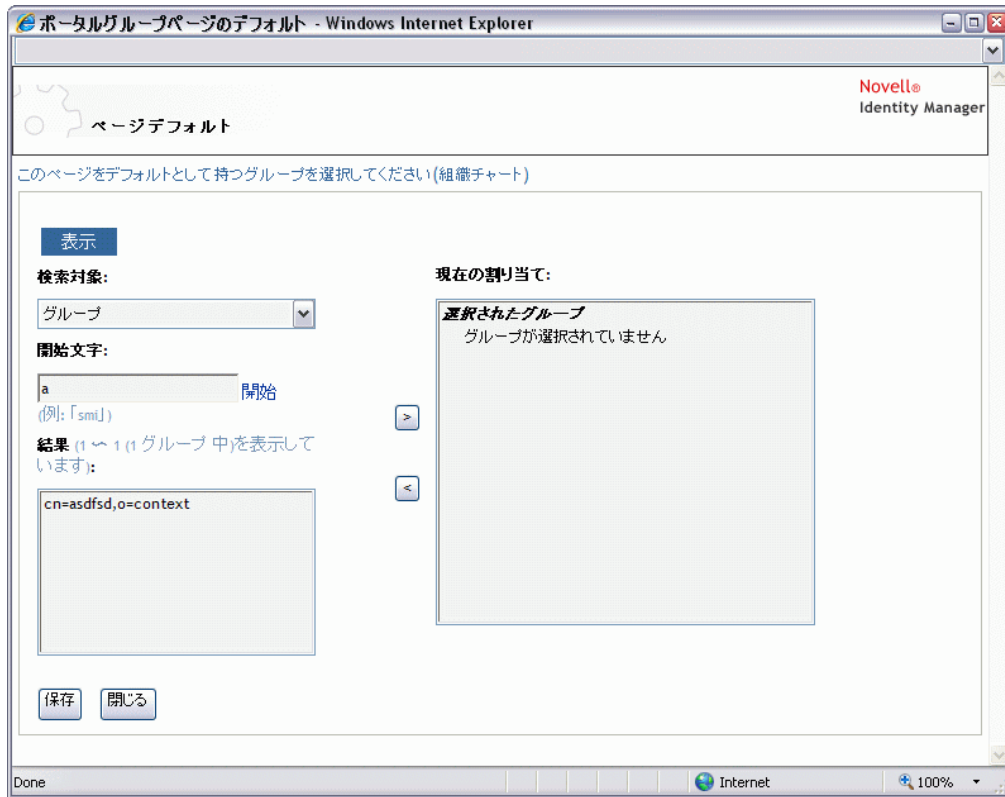 ポータルグループページのデフォルト - Windows Internet Explorer
Novell®
Identity Manager
ページデフォルト
このページをデフォルトとして持つグループを選択してください(組織チャート)
表示
検索対象:
グループ
開始文字:
a
開始
(例:「smi」)
結果 (1 〜 1 (1 グループ 中)を表示して
います):
cn=asdfsd,o=context
>
<
現在の割り当て:
選択されたグループ
グループが選択されていません
保存
閉じる
Done
Internet
100%